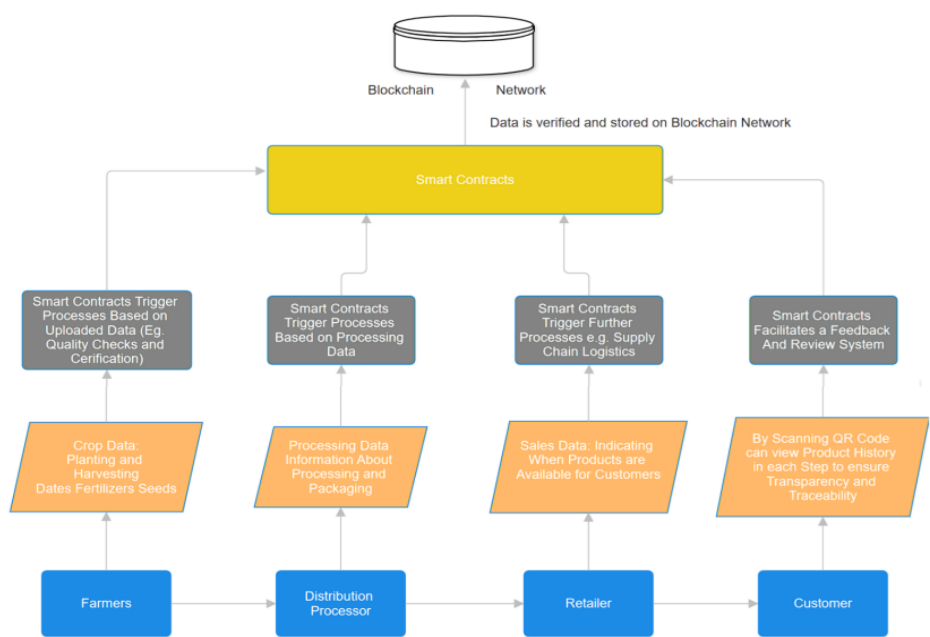 Blockchain Network
Data is verified and stored on Blockchain Network
Smart Contracts
Smart Contracts Trigger
Processes Based on
Uploaded Data (Eg.
Quality Checks and
Cerification)
Smart Contracts
Trigger Processes
Based on Processing
Data
Smart Contracts
Trigger Further
Processes e.g. Supply
Chain Logistics
Smart Contracts
Facilitates a Feedback
And Review System
Crop Data:
Planting and
Harvesting
Dates Fertilizers Seeds
Processing Data
Information About
Processing and
Packaging
Sales Data: Indicating
When Products are
Available for Customers
By Scanning QR Code
can view Product History
in each Step to ensure
Transparency and
Traceability
Farmers
Distribution
Processor
Retailer
Customer